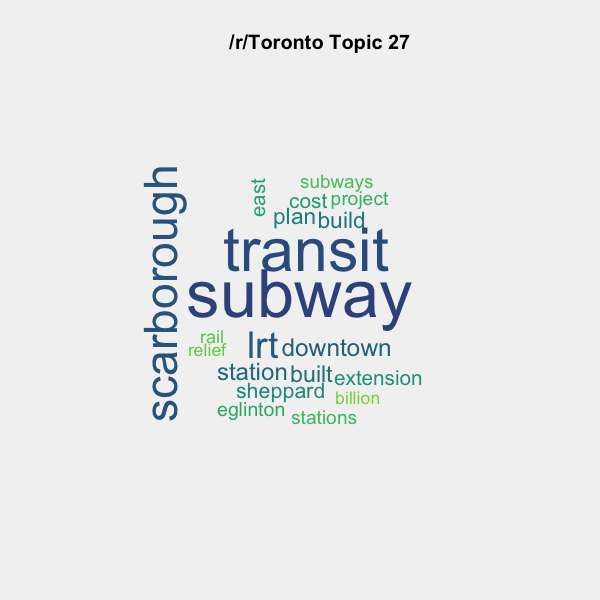 /r/Toronto Topic 27
scarborough
east
subways
cost project
plan build
transit
subway
rail
relief
lrt downtown
station built extension
sheppard
billion
eglinton
stations